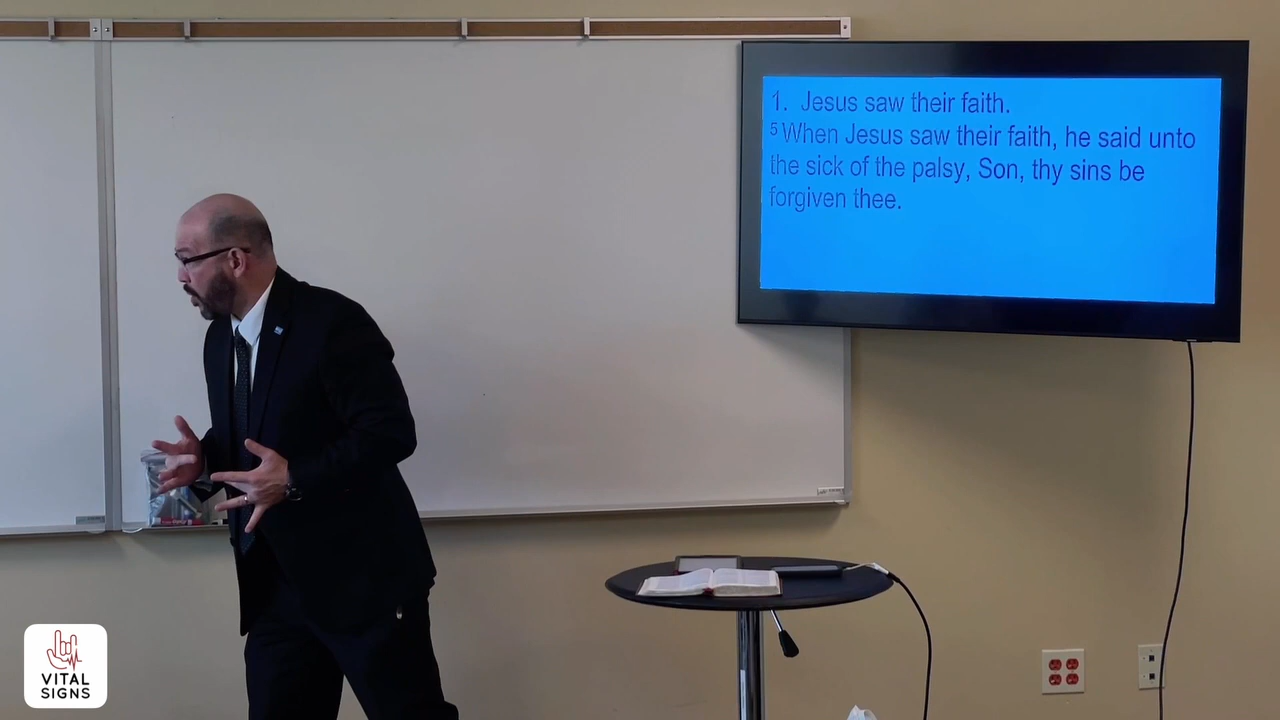 1. Jesus saw their faith.
5 When Jesus saw their faith, he said unto
the sick of the palsy, Son, thy sins be
forgiven thee.
VITAL
SIGNS